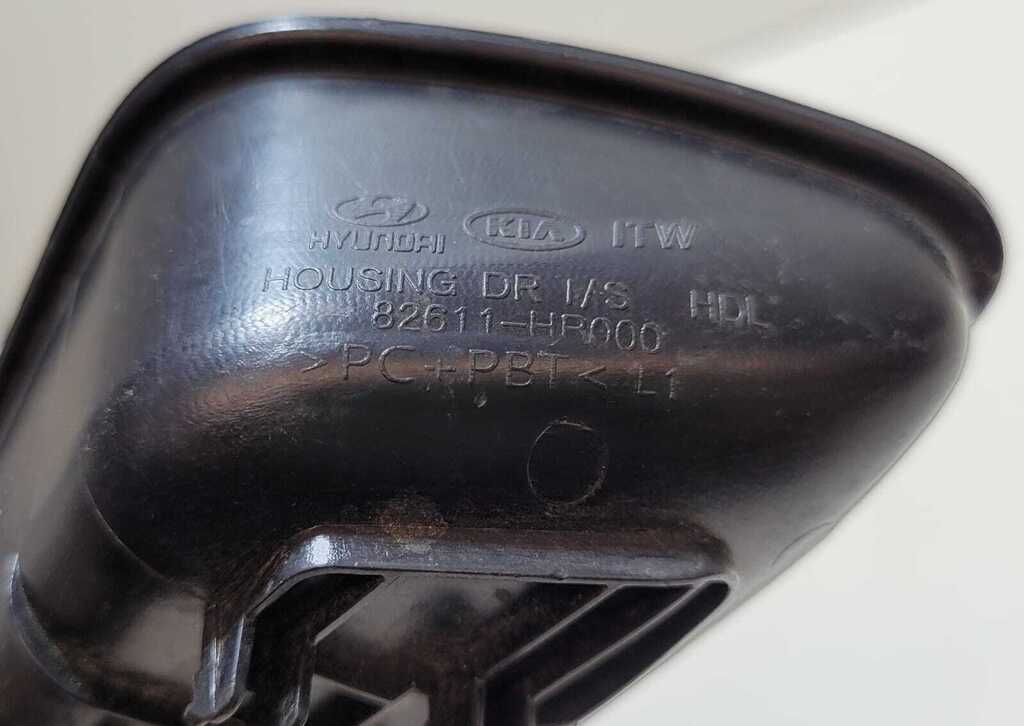 HYUNDAI KIA ITW
HOUSING DR I/S HDL
82611-HR000
>PC+PBT< L1